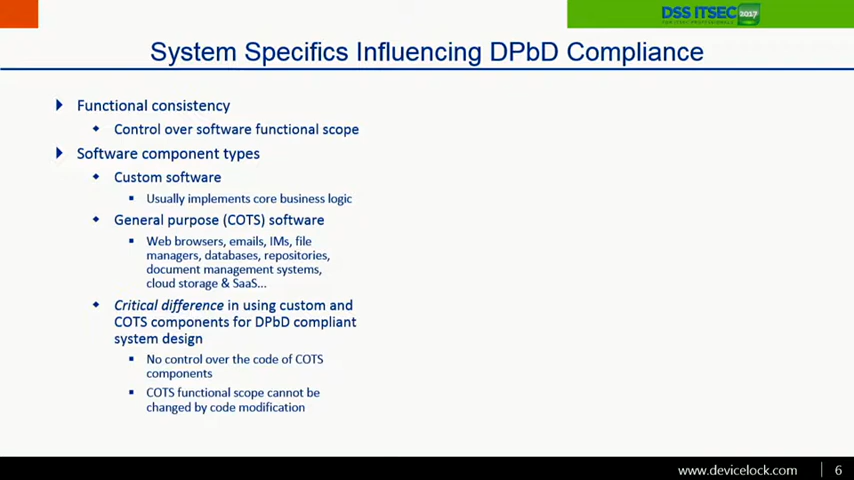 DSS ITSEC 2017
FOR ITSEC PROFESSIONALS
System Specifics Influencing DPbD Compliance
Functional consistency
Control over software functional scope
Software component types
Custom software
Usually implements core business logic
General purpose (COTS) software
Web browsers, emails, IMs, file
managers, databases, repositories,
document management systems,
cloud storage & SaaS...
Critical difference in using custom and
COTS components for DPbD compliant
system design
No control over the code of COTS
components
COTS functional scope cannot be
changed by code modification
www.devicelock.com
6